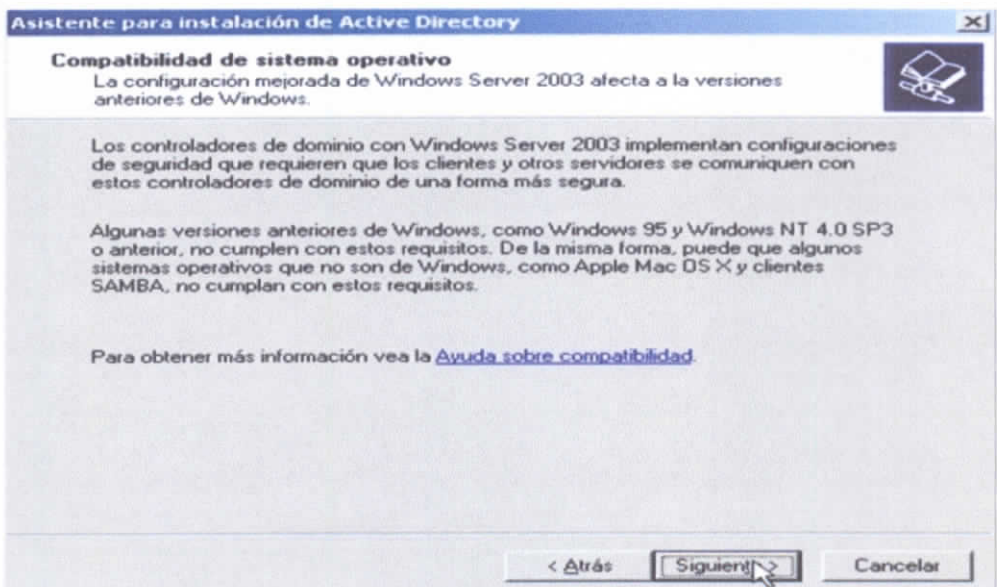 Asistente para instalación de Active Directory
Compatibilidad de sistema operativo
La configuración mejorada de Windows Server 2003 afecta a la versiones
anteriores de Windows.
Los controladores de dominio con Windows Server 2003 implementan configuraciones
de seguridad que requieren que los clientes y otros servidores se comuniquen con
estos controladores de dominio de una forma más segura.
Algunas versiones anteriores de Windows, como Windows 95 y Windows NT 4.0 SP3
o anterior, no cumplen con estos requisitos. De la misma forma, puede que algunos
sistemas operativos que no son de Windows, como Apple Mac OS X y clientes
SAMBA, no cumplan con estos requisitos.
Para obtener más información vea la Ayuda sobre compatibilidad.
< Atrás Siguiente > Cancelar